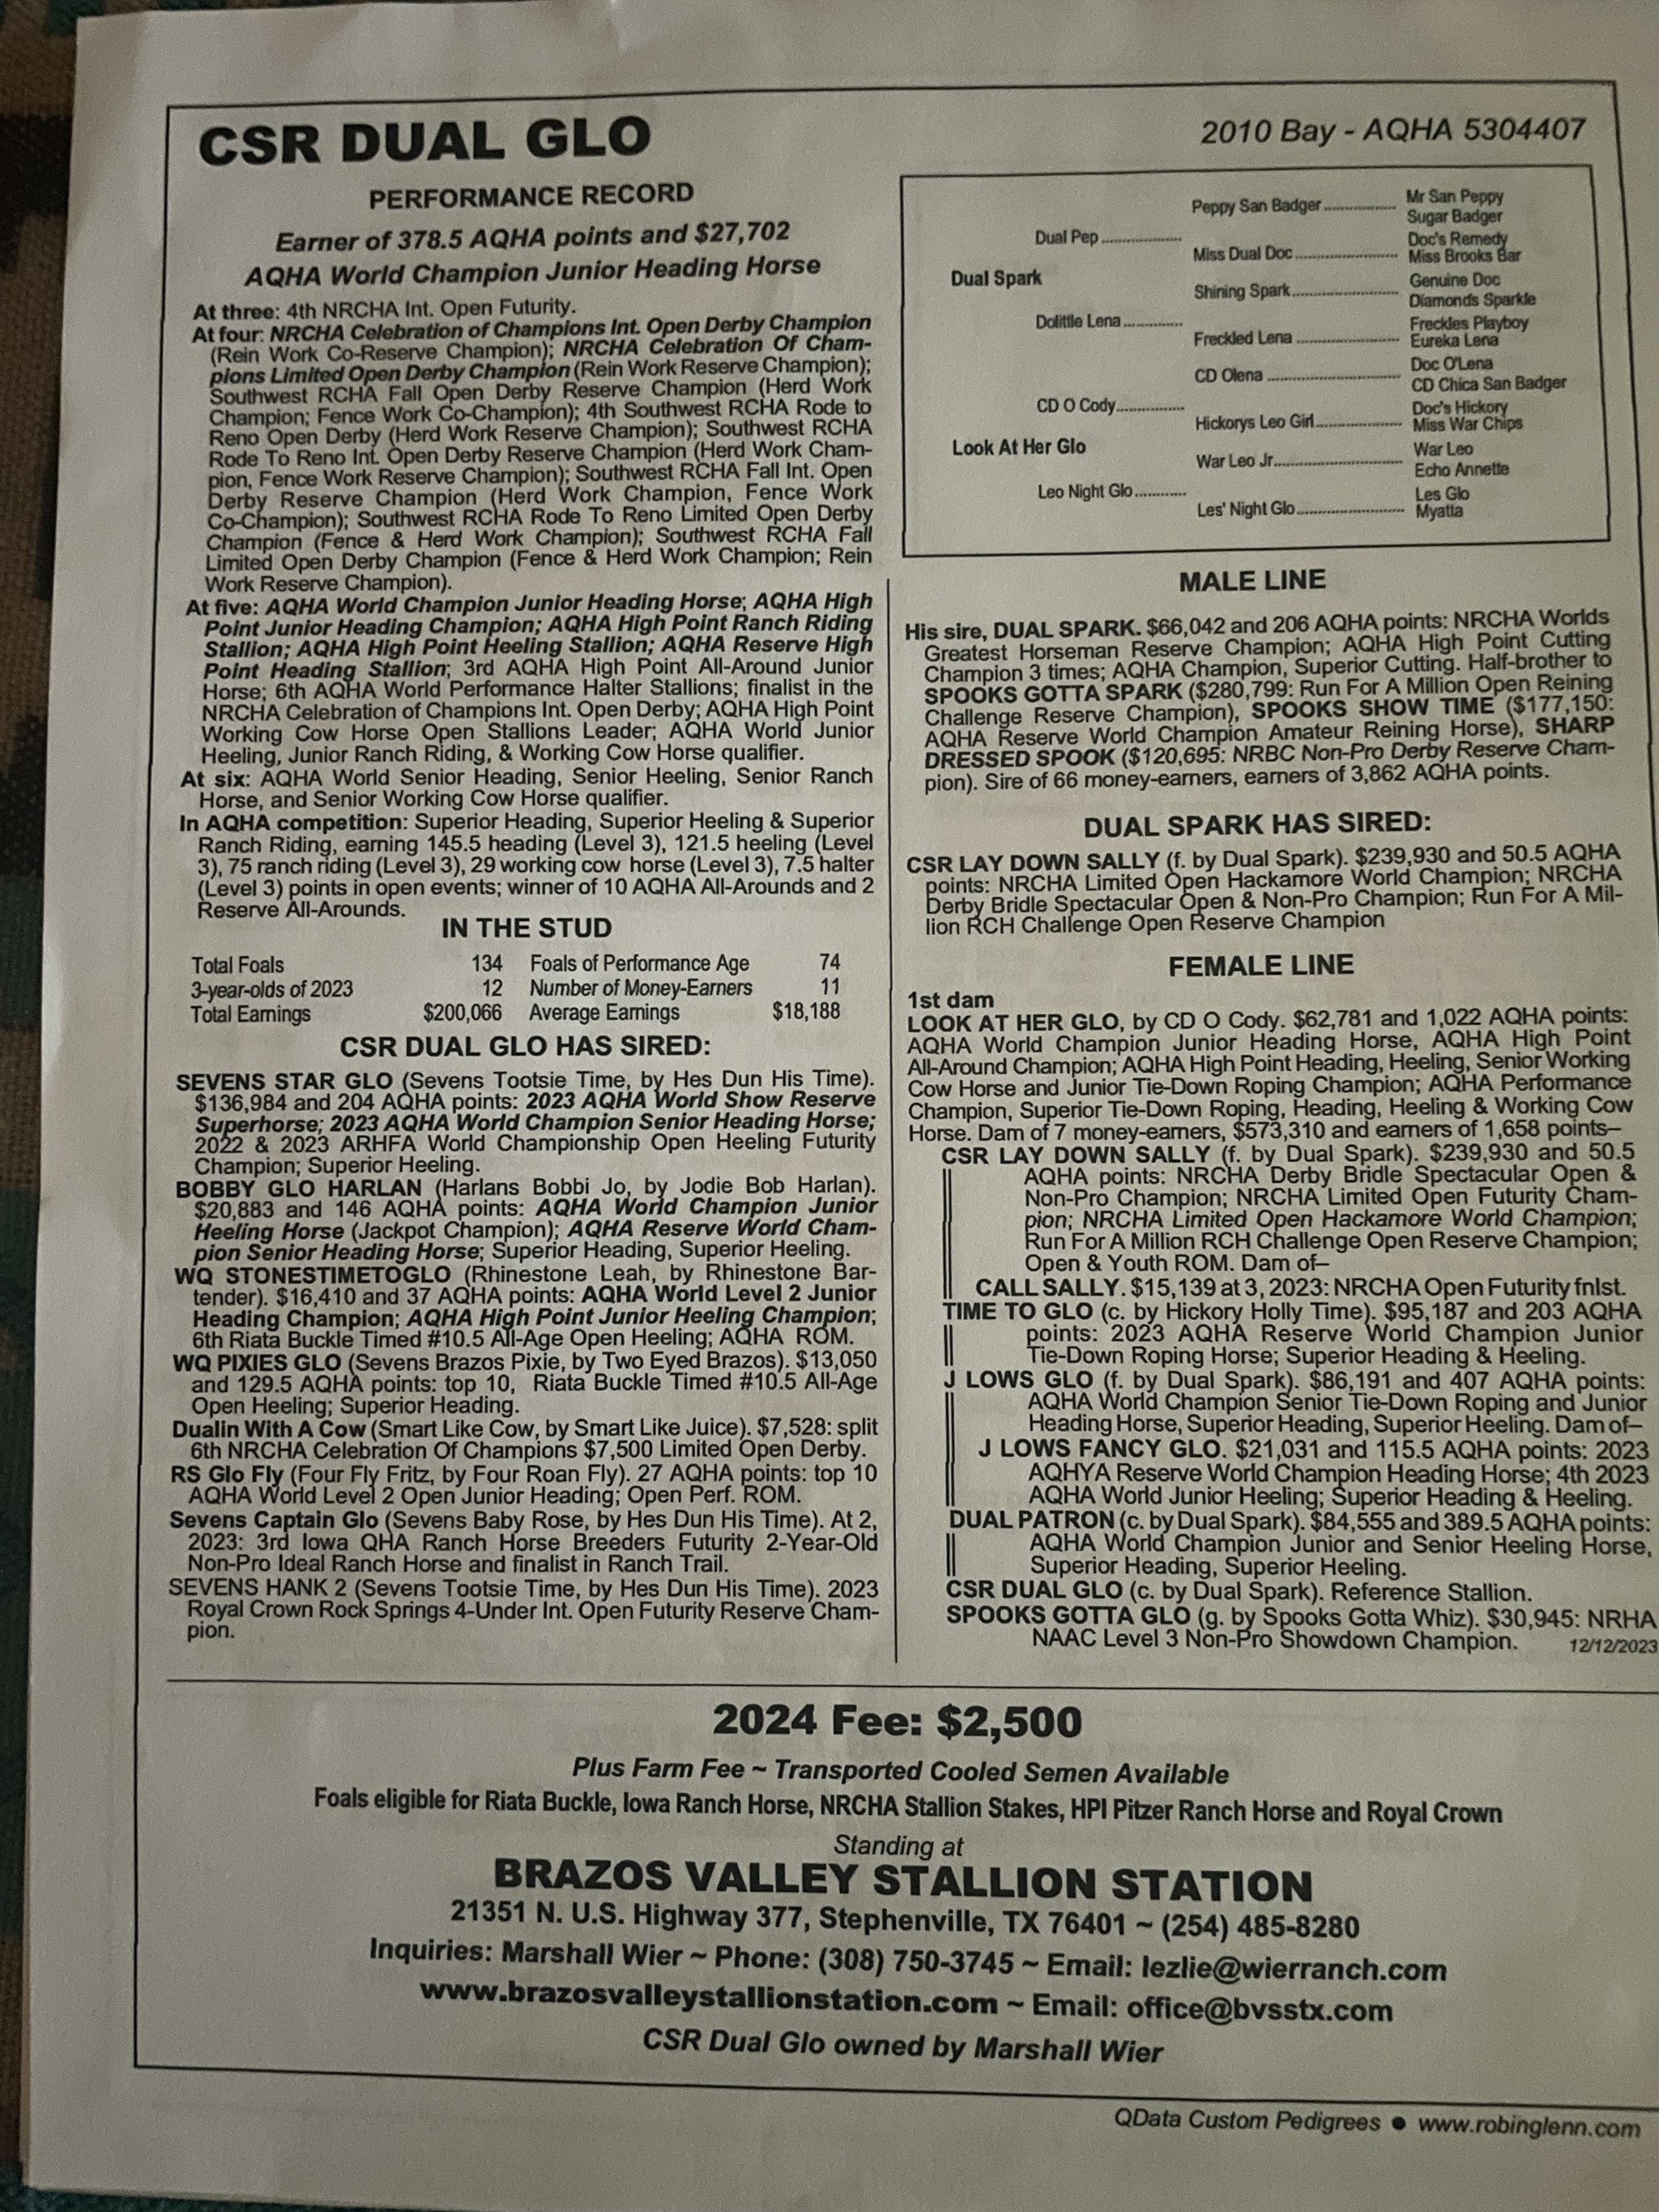 CSR DUAL GLO
2010 Bay - AQHA 5304407
PERFORMANCE RECORD
Earner of 378.5 AQHA points and $27,702
AQHA World Champion Junior Heading Horse
At three: 4th NRCHA Int. Open Futurity.
At four: NRCHA Celebration of Champions Int. Open Derby Champion
(Rein Work Co-Reserve Champion); NRCHA Celebration Of Cham-
pions Limited Open Derby Champion (Rein Work Reserve Champion);
Southwest RCHA Fall Open Derby Reserve Champion (Herd Work
Champion; Fence Work Co-Champion); 4th Southwest RCHA Rode to
Reno Open Derby (Herd Work Reserve Champion); Southwest RCHA
Rode To Reno Int. Open Derby Reserve Champion (Herd Work Cham-
pion, Fence Work Reserve Champion); Southwest RCHA Fall Int. Open
Derby Reserve Champion (Herd Work Champion, Fence Work
Co-Champion); Southwest RCHA Rode To Reno Limited Open Derby
Champion (Fence & Herd Work Champion); Southwest RCHA Fall
Limited Open Derby Champion (Fence & Herd Work Champion; Rein
Work Reserve Champion).
At five: AQHA World Champion Junior Heading Horse; AQHA High
Point Junior Heading Champion; AQHA High Point Ranch Riding
Stallion; AQHA High Point Heeling Stallion; AQHA Reserve High
Point Heading Stallion; 3rd AQHA High Point All-Around Junior
Horse; 6th AQHA World Performance Halter Stallions; finalist in the
NRCHA Celebration of Champions Int. Open Derby; AQHA High Point
Working Cow Horse Open Stallions Leader; AQHA World Junior
Heeling, Junior Ranch Riding, & Working Cow Horse qualifier.
At six: AQHA World Senior Heading, Senior Heeling, Senior Ranch
Horse, and Senior Working Cow Horse qualifier.
In AQHA competition: Superior Heading, Superior Heeling & Superior
Ranch Riding, earning 145.5 heading (Level 3), 121.5 heeling (Level
3), 75 ranch riding (Level 3), 29 working cow horse (Level 3), 7.5 halter
(Level 3) points in open events; winner of 10 AQHA All-Arounds and 2
Reserve All-Arounds.
IN THE STUD
Total Foals 134 Foals of Performance Age 74
3-year-olds of 2023 12 Number of Money-Earners 11
Total Earnings $200,066 Average Earnings $18,188
CSR DUAL GLO HAS SIRED:
SEVENS STAR GLO (Sevens Tootsie Time, by Hes Dun His Time).
$136,984 and 204 AQHA points: 2023 AQHA World Show Reserve
Superhorse; 2023 AQHA World Champion Senior Heading Horse;
2022 & 2023 ARHFA World Championship Open Heeling Futurity
Champion; Superior Heeling.
BOBBY GLO HARLAN (Harlans Bobbi Jo, by Jodie Bob Harlan).
$20,883 and 146 AQHA points: AQHA World Champion Junior
Heeling Horse (Jackpot Champion); AQHA Reserve World Cham-
pion Senior Heading Horse; Superior Heading, Superior Heeling.
WQ STONESTIMETOGLO (Rhinestone Leah, by Rhinestone Bar-
tender). $16,410 and 37 AQHA points: AQHA World Level 2 Junior
Heading Champion; AQHA High Point Junior Heeling Champion;
6th Riata Buckle Timed #10.5 All-Age Open Heeling; AQHA ROM.
WQ PIXIES GLO (Sevens Brazos Pixie, by Two Eyed Brazos). $13,050
and 129.5 AQHA points: top 10, Riata Buckle Timed #10.5 All-Age
Open Heeling; Superior Heading.
Dualin With A Cow (Smart Like Cow, by Smart Like Juice). $7,528: split
6th NRCHA Celebration Of Champions $7,500 Limited Open Derby.
RS Glo Fly (Four Fly Fritz, by Four Roan Fly). 27 AQHA points: top 10
AQHA World Level 2 Open Junior Heading; Open Perf. ROM.
Sevens Captain Glo (Sevens Baby Rose, by Hes Dun His Time). At 2,
2023: 3rd Iowa QHA Ranch Horse Breeders Futurity 2-Year-Old
Non-Pro Ideal Ranch Horse and finalist in Ranch Trail.
SEVENS HANK 2 (Sevens Tootsie Time, by Hes Dun His Time). 2023
Royal Crown Rock Springs 4-Under Int. Open Futurity Reserve Cham-
pion.
Mr San Peppy
Peppy San Badger
Sugar Badger
Dual Pep
Doc's Remedy
Miss Dual Doc
Miss Brooks Bar
Dual Spark
Genuine Doc
Shining Spark
Diamonds Sparkle
Dolittle Lena
Freckles Playboy
Freckled Lena
Eureka Lena
Doc O'Lena
CD Olena
CD Chica San Badger
CD O Cody
Doc's Hickory
Hickorys Leo Girl
Miss War Chips
Look At Her Glo
War Leo
War Leo Jr
Echo Annette
Leo Night Glo
Les Glo
Les' Night Glo
Myatta
MALE LINE
His sire, DUAL SPARK. $66,042 and 206 AQHA points: NRCHA Worlds
Greatest Horseman Reserve Champion; AQHA High Point Cutting
Champion 3 times; AQHA Champion, Superior Cutting. Half-brother to
SPOOKS GOTTA SPARK ($280,799: Run For A Million Open Reining
Challenge Reserve Champion), SPOOKS SHOW TIME ($177,150:
AQHA Reserve World Champion Amateur Reining Horse), SHARP
DRESSED SPOOK ($120,695: NRBC Non-Pro Derby Reserve Cham-
pion). Sire of 66 money-earners, earners of 3,862 AQHA points.
DUAL SPARK HAS SIRED:
CSR LAY DOWN SALLY (f. by Dual Spark). $239,930 and 50.5 AQHA
points: NRCHA Limited Open Hackamore World Champion; NRCHA
Derby Bridle Spectacular Open & Non-Pro Champion; Run For A Mil-
lion RCH Challenge Open Reserve Champion
FEMALE LINE
1st dam
LOOK AT HER GLO, by CD O Cody. $62,781 and 1,022 AQHA points:
AQHA World Champion Junior Heading Horse, AQHA High Point
All-Around Champion; AQHA High Point Heading, Heeling, Senior Working
Cow Horse and Junior Tie-Down Roping Champion; AQHA Performance
Champion, Superior Tie-Down Roping, Heading, Heeling & Working Cow
Horse. Dam of 7 money-earners, $573,310 and earners of 1,658 points–
CSR LAY DOWN SALLY (f. by Dual Spark). $239,930 and 50.5
AQHA points: NRCHA Derby Bridle Spectacular Open &
Non-Pro Champion; NRCHA Limited Open Futurity Cham-
pion; NRCHA Limited Open Hackamore World Champion;
Run For A Million RCH Challenge Open Reserve Champion;
Open & Youth ROM. Dam of–
CALL SALLY. $15,139 at 3, 2023: NRCHA Open Futurity fnlst.
TIME TO GLO (c. by Hickory Holly Time). $95,187 and 203 AQHA
points: 2023 AQHA Reserve World Champion Junior
Tie-Down Roping Horse; Superior Heading & Heeling.
J LOWS GLO (f. by Dual Spark). $86,191 and 407 AQHA points:
AQHA World Champion Senior Tie-Down Roping and Junior
Heading Horse, Superior Heading, Superior Heeling. Dam of–
J LOWS FANCY GLO. $21,031 and 115.5 AQHA points: 2023
AQHYA Reserve World Champion Heading Horse; 4th 2023
AQHA World Junior Heeling; Superior Heading & Heeling.
DUAL PATRON (c. by Dual Spark). $84,555 and 389.5 AQHA points:
AQHA World Champion Junior and Senior Heeling Horse,
Superior Heading, Superior Heeling.
CSR DUAL GLO (c. by Dual Spark). Reference Stallion.
SPOOKS GOTTA GLO (g. by Spooks Gotta Whiz). $30,945: NRHA
NAAC Level 3 Non-Pro Showdown Champion. 12/12/2023
2024 Fee: $2,500
Plus Farm Fee ~ Transported Cooled Semen Available
Foals eligible for Riata Buckle, Iowa Ranch Horse, NRCHA Stallion Stakes, HPI Pitzer Ranch Horse and Royal Crown
Standing at
BRAZOS VALLEY STALLION STATION
21351 N. U.S. Highway 377, Stephenville, TX 76401 ~ (254) 485-8280
Inquiries: Marshall Wier ~ Phone: (308) 750-3745 ~ Email: lezlie@wierranch.com
www.brazosvalleystallionstation.com ~ Email: office@bvsstx.com
CSR Dual Glo owned by Marshall Wier
QData Custom Pedigrees ● www.robinglenn.com